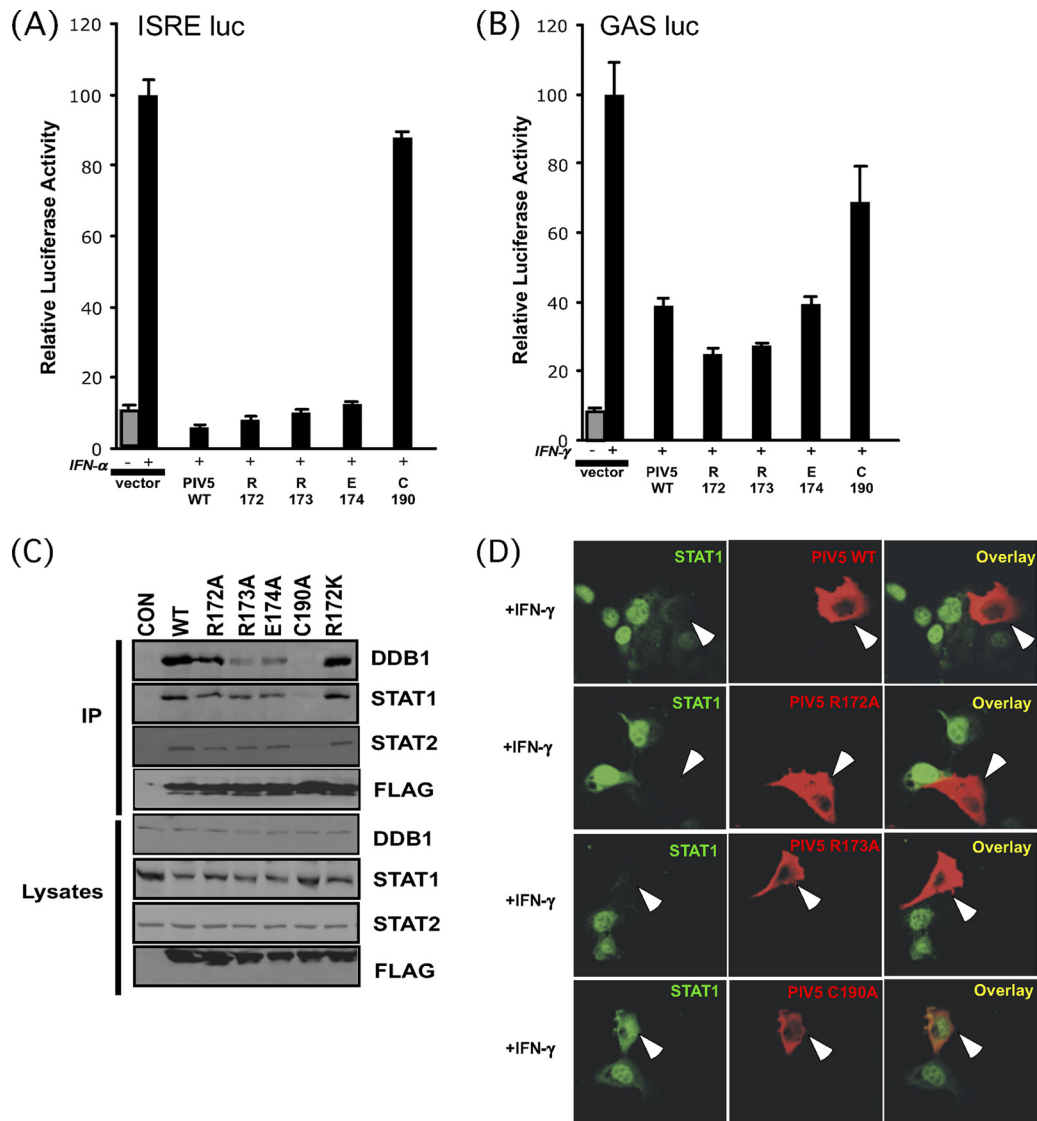 (A) ISRE luc
Relative Luciferase Activity
120
100
80
60
40
20
0
IFN-α - + + + + + +
vector PIV5 R R E C
WT 172 173 174 190
(B) GAS luc
Relative Luciferase Activity
120
100
80
60
40
20
0
IFN-γ - + + + + + +
vector PIV5 R R E C
WT 172 173 174 190
(C)
CON WT R172A R173A E174A C190A R172K
IP
DDB1
STAT1
STAT2
FLAG
Lysates
DDB1
STAT1
STAT2
FLAG
(D)
+IFN-γ STAT1 PIV5 WT Overlay
+IFN-γ STAT1 PIV5 R172A Overlay
+IFN-γ STAT1 PIV5 R173A Overlay
+IFN-γ STAT1 PIV5 C190A Overlay